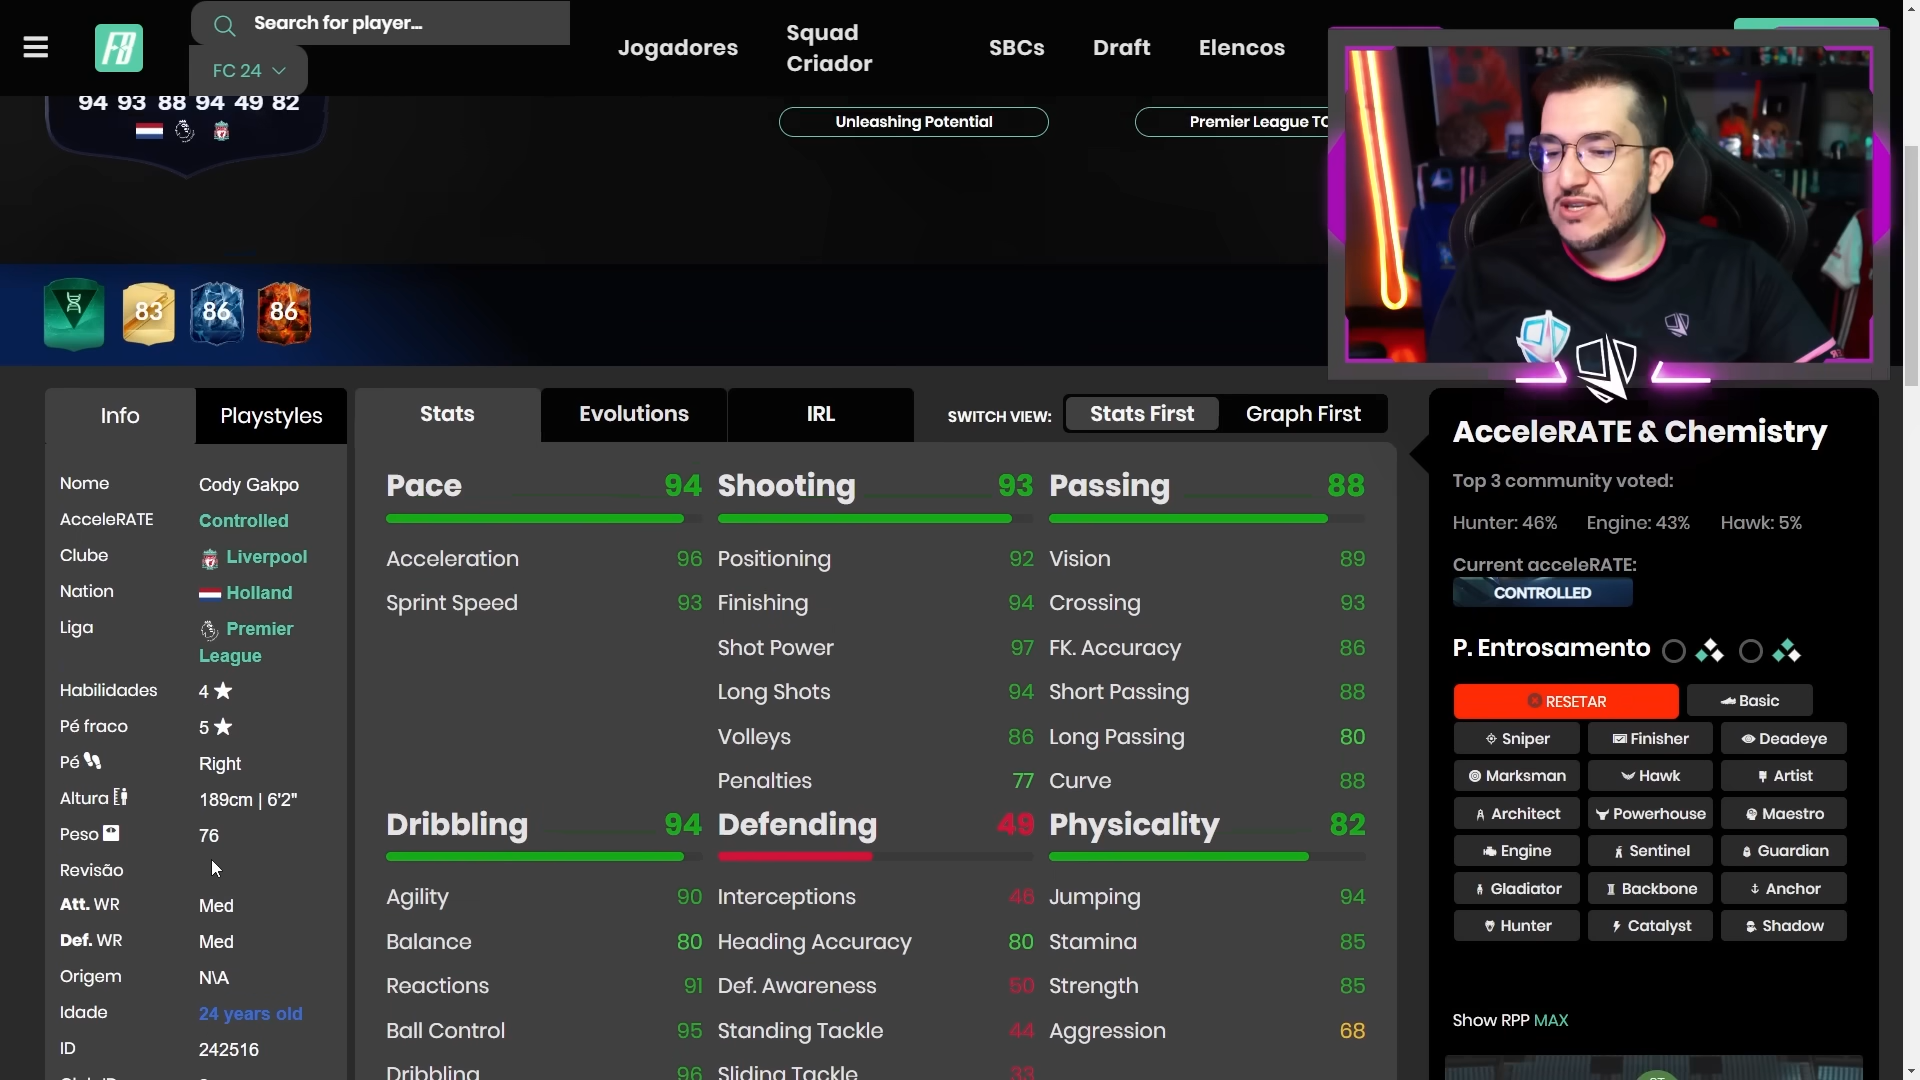 Search for player...
FC 24
Jogadores
Squad
Criador
SBCs
Draft
Elencos
94 93 88 94 49 82
Unleashing Potential
Premier League TO
83
86
86
Info
Playstyles
Stats
Evolutions
IRL
SWITCH VIEW:
Stats First
Graph First
Nome Cody Gakpo
AcceleRATE Controlled
Clube Liverpool
Nation Holland
Liga Premier
League
Habilidades 4
Pé fraco 5
Pé Right
Altura 189cm | 6'2"
Peso 76
Revisão
Att. WR Med
Def. WR Med
Origem N\A
Idade 24 years old
ID 242516
Pace 94
Acceleration 96
Sprint Speed 93
Shooting 93
Positioning 92
Finishing 94
Shot Power 97
Long Shots 94
Volleys 86
Penalties 77
Passing 88
Vision 89
Crossing 93
FK. Accuracy 86
Short Passing 88
Long Passing 80
Curve 88
Dribbling 94
Agility 90
Balance 80
Reactions 91
Ball Control 95
Dribbling 96
Defending 49
Interceptions 46
Heading Accuracy 80
Def. Awareness 50
Standing Tackle 44
Sliding Tackle 33
Physicality 82
Jumping 94
Stamina 85
Strength 85
Aggression 68
AcceleRATE & Chemistry
Top 3 community voted:
Hunter: 46% Engine: 43% Hawk: 5%
Current acceleRATE:
CONTROLLED
P. Entrosamento
RESETAR Basic
Sniper Finisher Deadeye
Marksman Hawk Artist
Architect Powerhouse Maestro
Engine Sentinel Guardian
Gladiator Backbone Anchor
Hunter Catalyst Shadow
Show RPP MAX